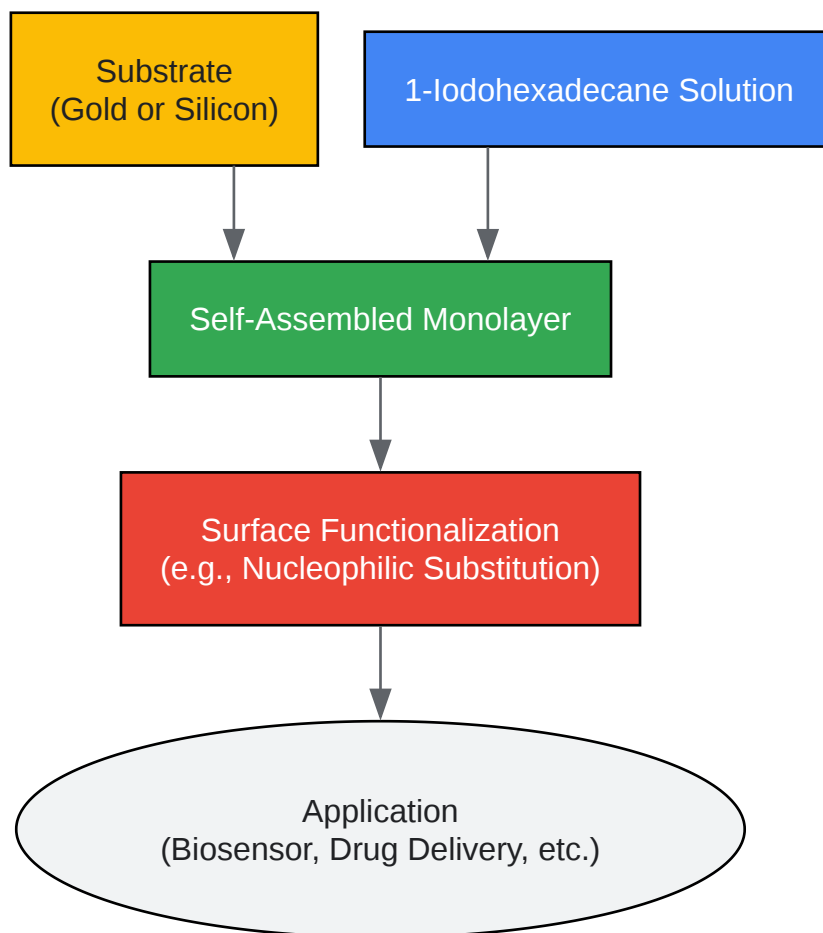 Substrate
(Gold or Silicon)
1-Iodohexadecane Solution
Self-Assembled Monolayer
Surface Functionalization
(e.g., Nucleophilic Substitution)
Application
(Biosensor, Drug Delivery, etc.)